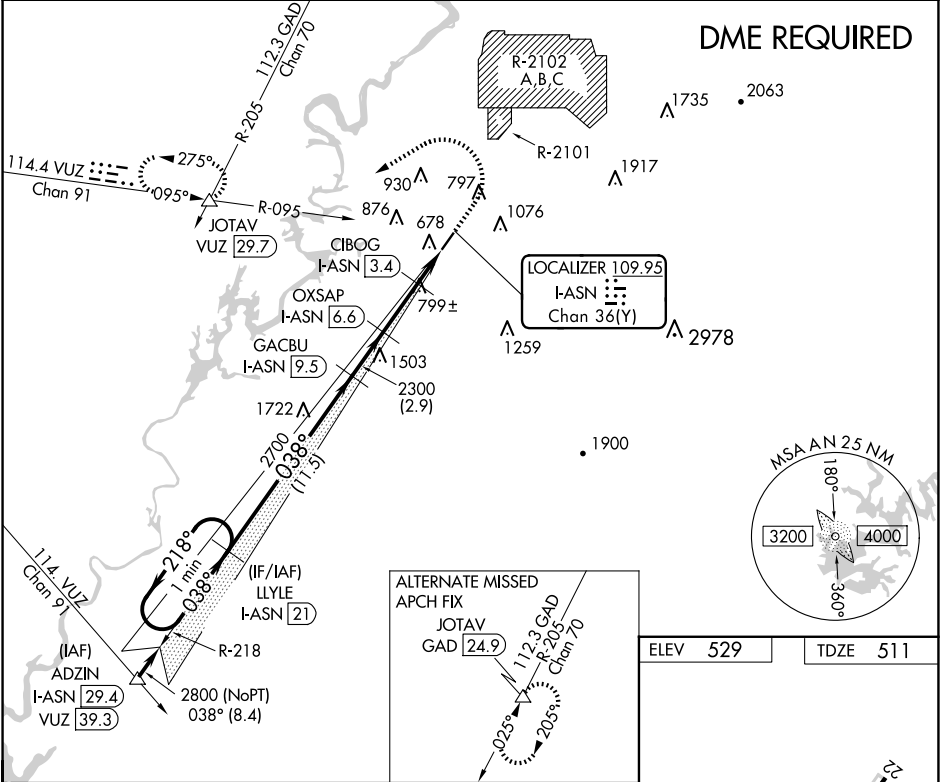 DME REQUIRED
112.3 GAD
Chan 70
R-205
R-2102
A,B,C
R-2101
1735
2063
1917
114.4 VUZ
Chan 91
275°
095°
R-095
JOTAV
VUZ 29.7
930
797
876
678
1076
CIBOG
I-ASN 3.4
799±
OXSAP
I-ASN 6.6
GACBU
I-ASN 9.5
LOCALIZER 109.95
I-ASN
Chan 36(Y)
1259
2978
1503
2300
(2.9)
1722
2700
038°
(11.5)
1900
MSA AN 25 NM
180°
3200
4000
360°
218°
1 min
038°
(IF/IAF)
LLYLE
I-ASN 21
R-218
114. VUZ
Chan 91
(IAF)
ADZIN
I-ASN 29.4
VUZ 39.3
2800 (NoPT)
038° (8.4)
ALTERNATE MISSED
APCH FIX
JOTAV
GAD 24.9
112.3 GAD
R-205
Chan 70
025°
205°
ELEV 529
TDZE 511
22